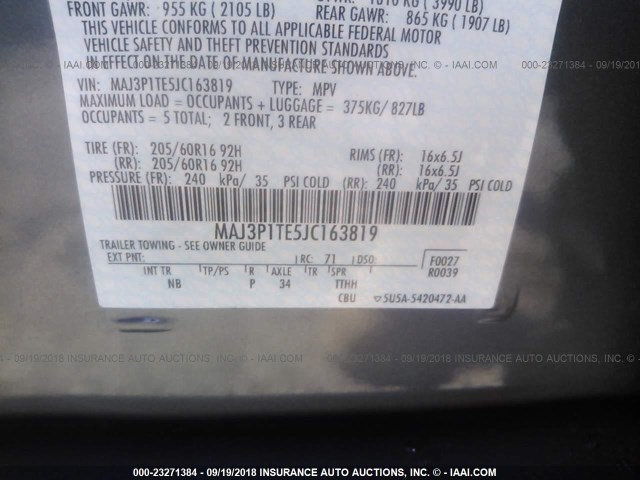 FRONT GAWR: 955 KG ( 2105 LB) REAR GAWR: 865 KG ( 1907 LB)
THIS VEHICLE CONFORMS TO ALL APPLICABLE FEDERAL MOTOR
VEHICLE SAFETY AND THEFT PREVENTION STANDARDS
IN EFFECT ON THE DATE OF MANUFACTURE SHOWN ABOVE.
VIN: MAJ3P1TE5JC163819 TYPE: MPV
MAXIMUM LOAD = OCCUPANTS + LUGGAGE = 375KG/ 827LB
OCCUPANTS = 5 TOTAL; 2 FRONT, 3 REAR
TIRE (FR): 205/60R16 92H RIMS (FR): 16x6.5J
(RR): 205/60R16 92H (RR): 16x6.5J
PRESSURE (FR): 240 kPa/ 35 PSI COLD (RR): 240 kPa/ 35 PSI COLD
MAJ3P1TE5JC163819
TRAILER TOWING - SEE OWNER GUIDE
EXT PNT: RC: 71 DSO: F0027
R0039
INT TR TP/PS R AXLE TR SPR
NB P 34 TTHH
CBU 5U5A-5420472-AA
000-23271384 - 09/19/2018 INSURANCE AUTO AUCTIONS, INC. © - IAAI.COM